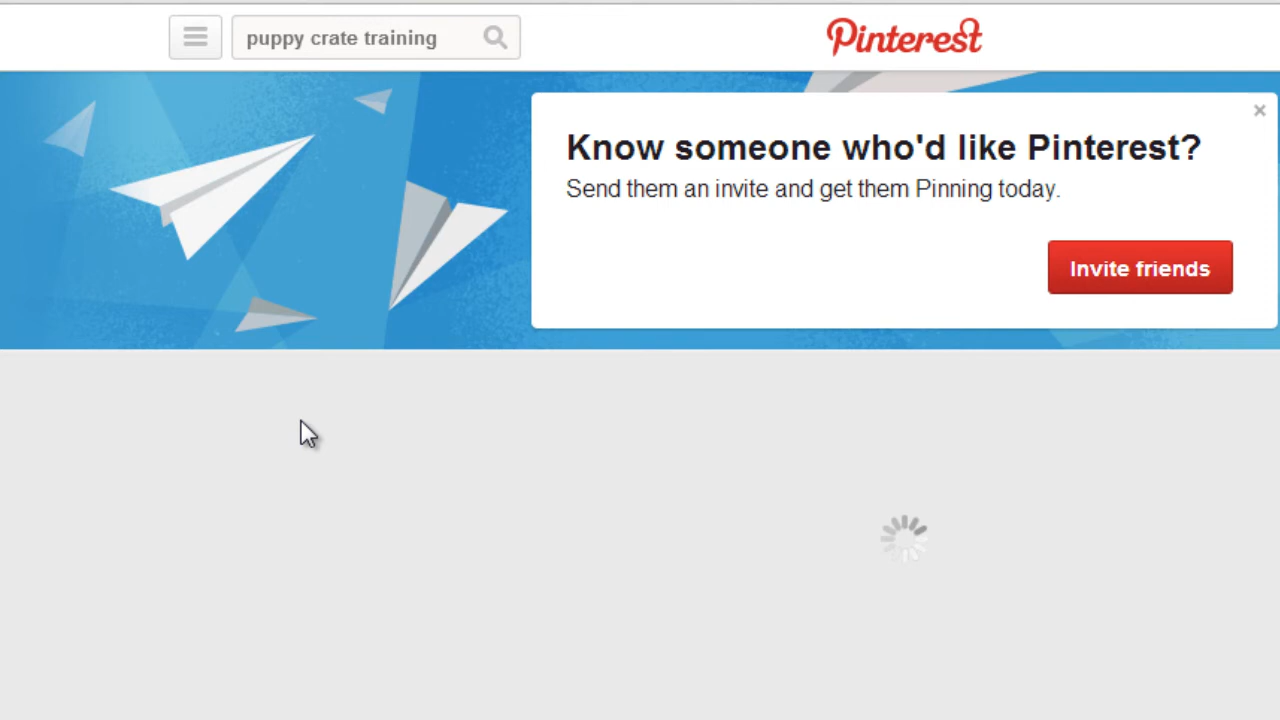 puppy crate training
Pinterest
Know someone who'd like Pinterest?
Send them an invite and get them Pinning today.
Invite friends